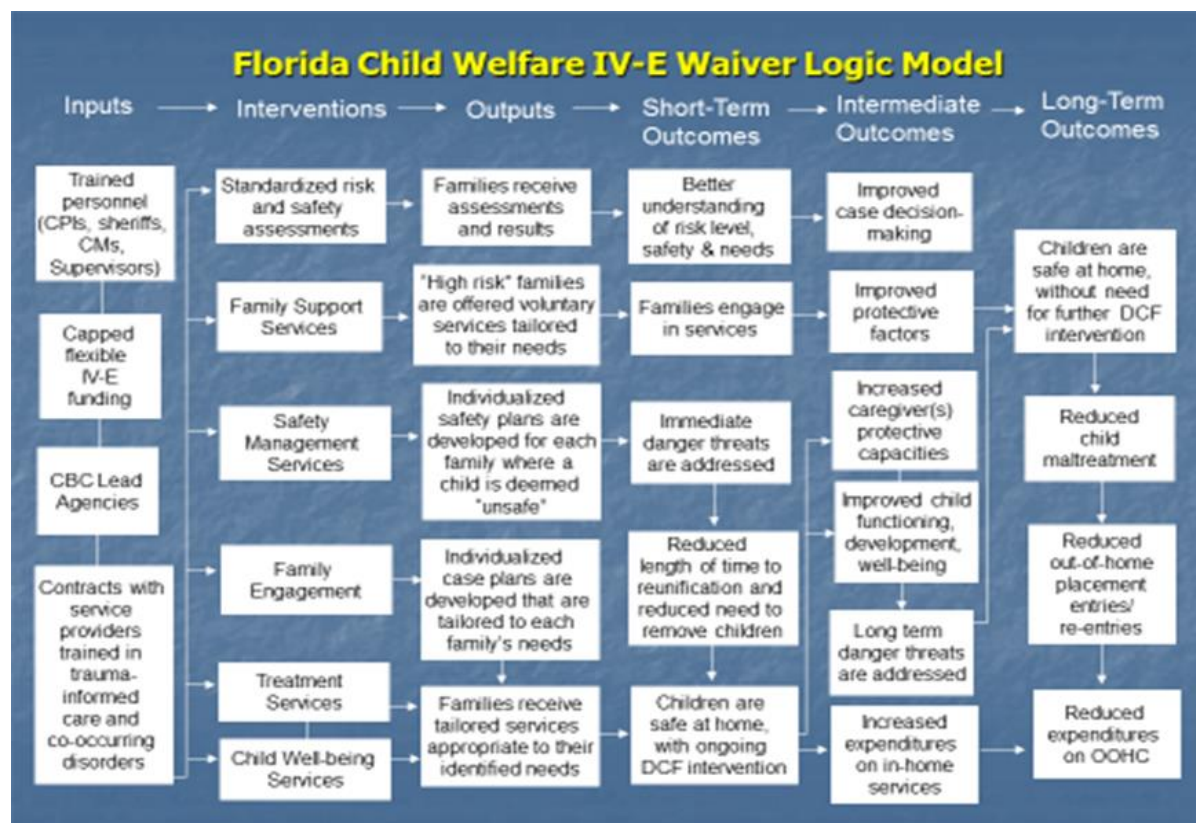 Florida Child Welfare IV-E Waiver Logic Model
Inputs
Interventions
Outputs
Short-Term
Outcomes
Intermediate
Outcomes
Long-Term
Outcomes
Trained
personnel
(CPIs, sheriffs,
CMs,
Supervisors)
Capped
flexible
IV-E
funding
CBC Lead
Agencies
Contracts with
service
providers
trained in
trauma-
informed
care and
co-occurring
disorders
Standardized risk
and safety
assessments
Family Support
Services
Safety
Management
Services
Family
Engagement
Treatment
Services
Child Well-being
Services
Families receive
assessments
and results
"High risk" families
are offered voluntary
services tailored
to their needs
Individualized
safety plans are
developed for each
family where a
child is deemed
"unsafe"
Individualized
case plans are
developed that are
tailored to each
family's needs
Families receive
tailored services
appropriate to their
identified needs
Better
understanding
of risk level,
safety & needs
Families engage
in services
Immediate
danger threats
are addressed
Reduced
length of time to
reunification and
reduced need to
remove children
Children are
safe at home,
with ongoing
DCF intervention
Improved
case decision-
making
Improved
protective
factors
Increased
caregiver(s)
protective
capacities
Improved child
functioning,
development,
well-being
Long term
danger threats
are addressed
Increased
expenditures
on in-home
services
Children are
safe at home,
without need
for further DCF
intervention
Reduced
child
maltreatment
Reduced
out-of-home
placement
entries/
re-entries
Reduced
expenditures
on OOHC